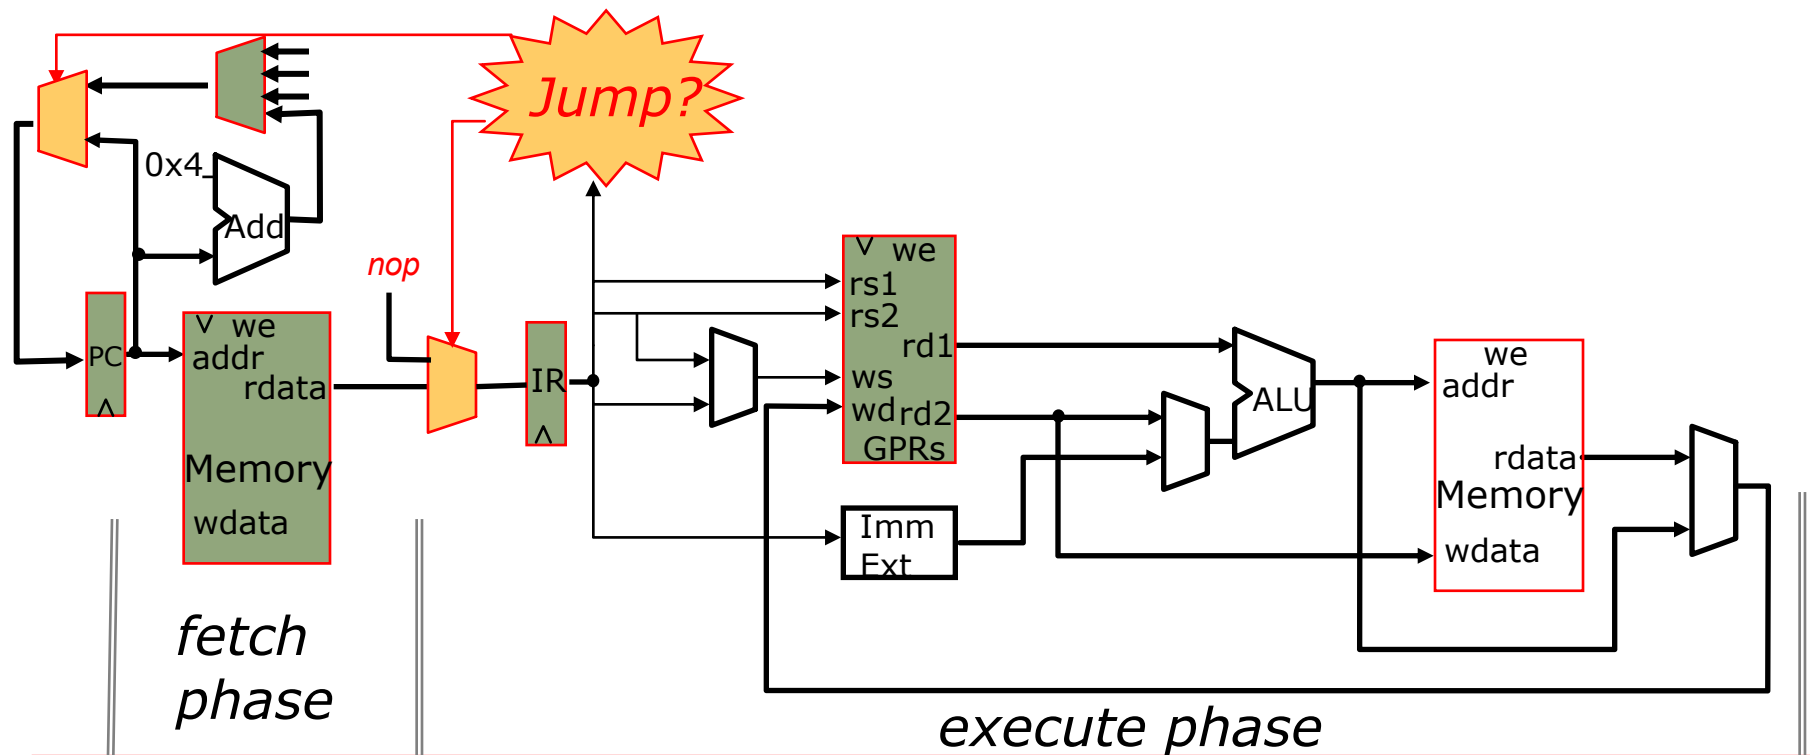 Jump?
0x4
Add
nop
PC
we
addr
rdata
Memory
wdata
IR
we
rs1
rs2
rd1
ws
wd
rd2
GPRs
Imm
Ext
ALU
we
addr
rdata
Memory
wdata
fetch
phase
execute phase